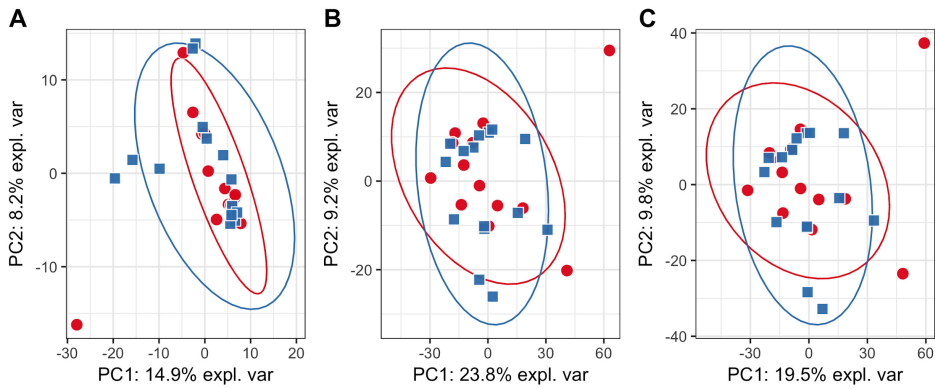 A
B
C
PC2: 8.2% expl. var
10
0
-10
-30
-20
-10
0
10
20
PC1: 14.9% expl. var
PC2: 9.2% expl. var
20
0
-20
-30
0
30
60
PC1: 23.8% expl. var
PC2: 9.8% expl. var
40
20
0
-20
-40
-30
0
30
60
PC1: 19.5% expl. var